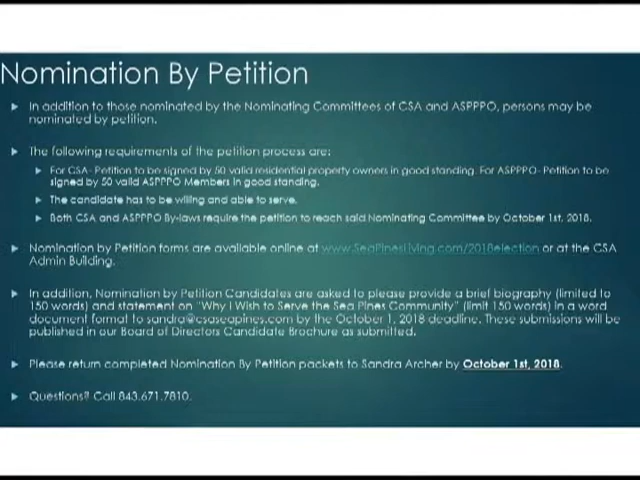 Nomination By Petition
In addition to those nominated by the Nominating Committees of CSA and ASPPPO, persons may be
nominated by petition.
The following requirements of the petition process are:
For CSA- Petition to be signed by 50 valid residential property owners in good standing. For ASPPPO- Petition to be
signed by 50 valid ASPPPO Members in good standing.
The candidate has to be willing and able to serve.
Both CSA and ASPPPO By-laws require the petition to reach said Nominating Committee by October 1st, 2018.
Nomination by Petition forms are available online at www.SeaPinesLiving.com/2018election or at the CSA
Admin Building.
In addition, Nomination by Petition Candidates are asked to please provide a brief biography (limited to
150 words) and statement on "Why I Wish to Serve the Sea Pines Community" (limit 150 words) in a word
document format to sandra@csaseapines.com by the October 1, 2018 deadline. These submissions will be
published in our Board of Directors Candidate Brochure as submitted.
Please return completed Nomination By Petition packets to Sandra Archer by October 1st, 2018.
Questions? Call 843.671.7810.